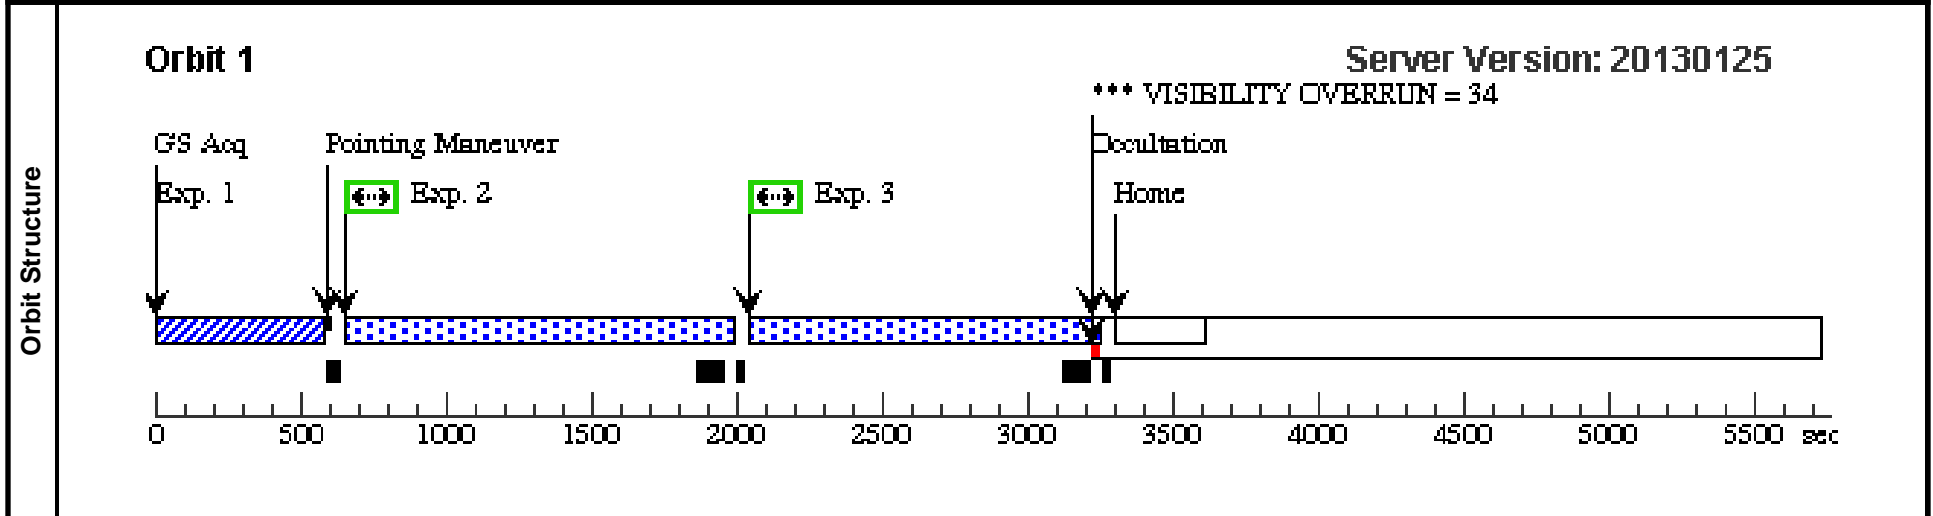 Orbit Structure
Orbit 1
Server Version: 20130125
*** VISIBILITY OVERRUN = 34
GS Acq
Pointing Maneuver
Occultation
Exp. 1
Exp. 2
Exp. 3
Home
0 500 1000 1500 2000 2500 3000 3500 4000 4500 5000 5500 sec